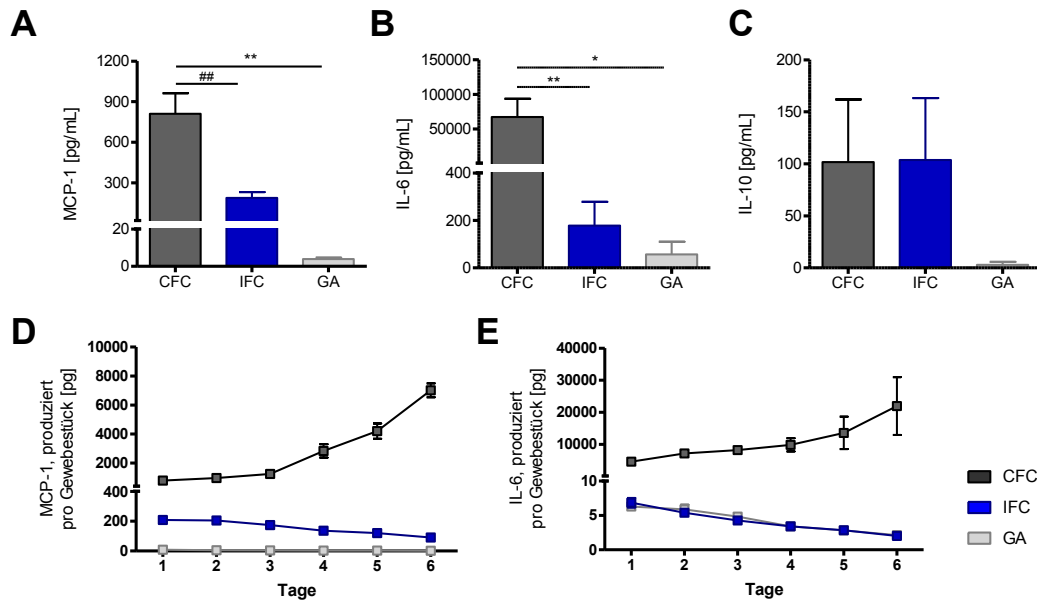 A
MCP-1 [pg/mL]
1200
900
600
300
20
0
**
##
CFC
IFC
GA
B
IL-6 [pg/mL]
150000
100000
50000
400
200
0
*
**
CFC
IFC
GA
C
IL-10 [pg/mL]
200
150
100
50
0
CFC
IFC
GA
D
MCP-1, produziert
pro Gewebestück [pg]
10000
8000
6000
4000
2000
400
200
0
1 2 3 4 5 6
Tage
E
IL-6, produziert
pro Gewebestück [pg]
40000
30000
20000
10000
10
5
0
1 2 3 4 5 6
Tage
CFC
IFC
GA